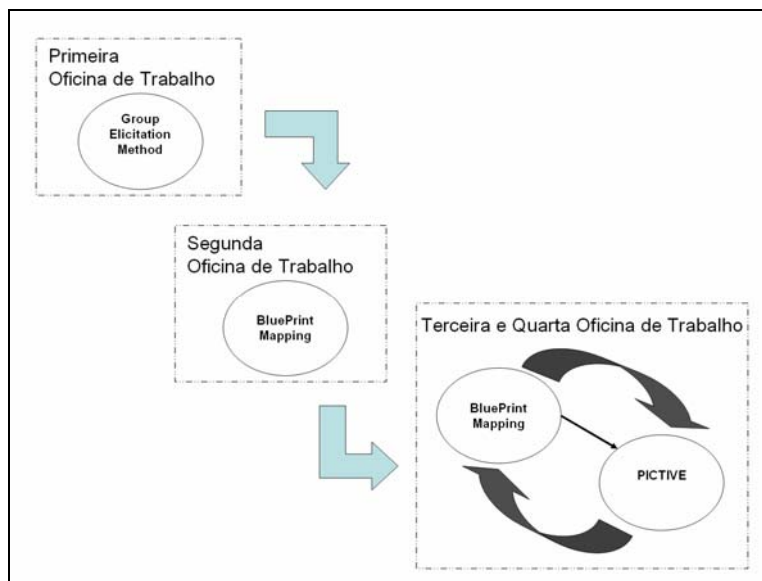 Primeira
Oficina de Trabalho
Group
Elicitation
Method
Segunda
Oficina de Trabalho
BluePrint
Mapping
Terceira e Quarta Oficina de Trabalho
BluePrint
Mapping
PICTIVE